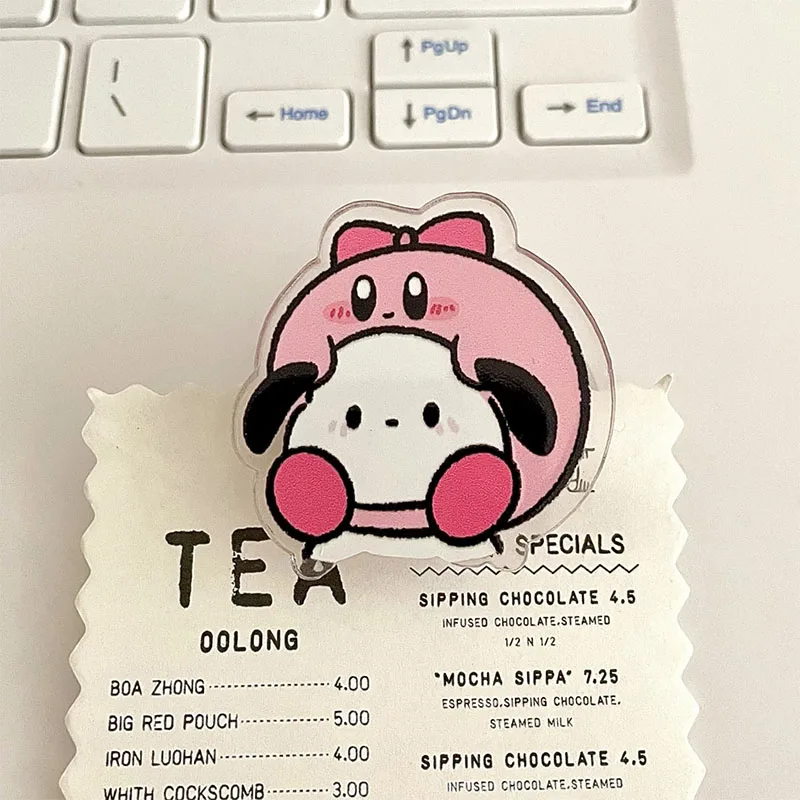 PgUp
← Home
PgDn
End
TEA
OOLONG
BOA ZHONG 4.00
BIG RED POUCH 5.00
IRON LUOHAN 4.00
WHITH COCKSCOMB 3.00
SPECIALS
SIPPING CHOCOLATE 4.5
INFUSED CHOCOLATE.STEAMED
1/2 N 1/2
"MOCHA SIPPA" 7.25
ESPRESSO.SIPPING CHOCOLATE.
STEAMED MILK
SIPPING CHOCOLATE 4.5
INFUSED CHOCOLATE.STEAMED